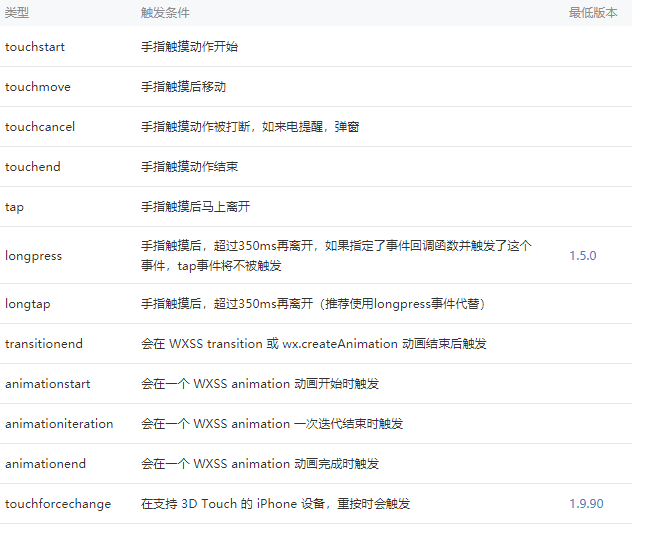 类型 触发条件 最低版本
touchstart 手指触摸动作开始
touchmove 手指触摸后移动
touchcancel 手指触摸动作被打断，如来电提醒，弹窗
touchend 手指触摸动作结束
tap 手指触摸后马上离开
longpress 手指触摸后，超过350ms再离开，如果指定了事件回调函数并触发了这个 1.5.0
事件，tap事件将不被触发
longtap 手指触摸后，超过350ms再离开（推荐使用longpress事件代替）
transitionend 会在 WXSS transition 或 wx.createAnimation 动画结束后触发
animationstart 会在一个 WXSS animation 动画开始时触发
animationiteration 会在一个 WXSS animation 一次迭代结束时触发
animationend 会在一个 WXSS animation 动画完成时触发
touchforcechange 在支持 3D Touch 的 iPhone 设备，重按时会触发 1.9.90